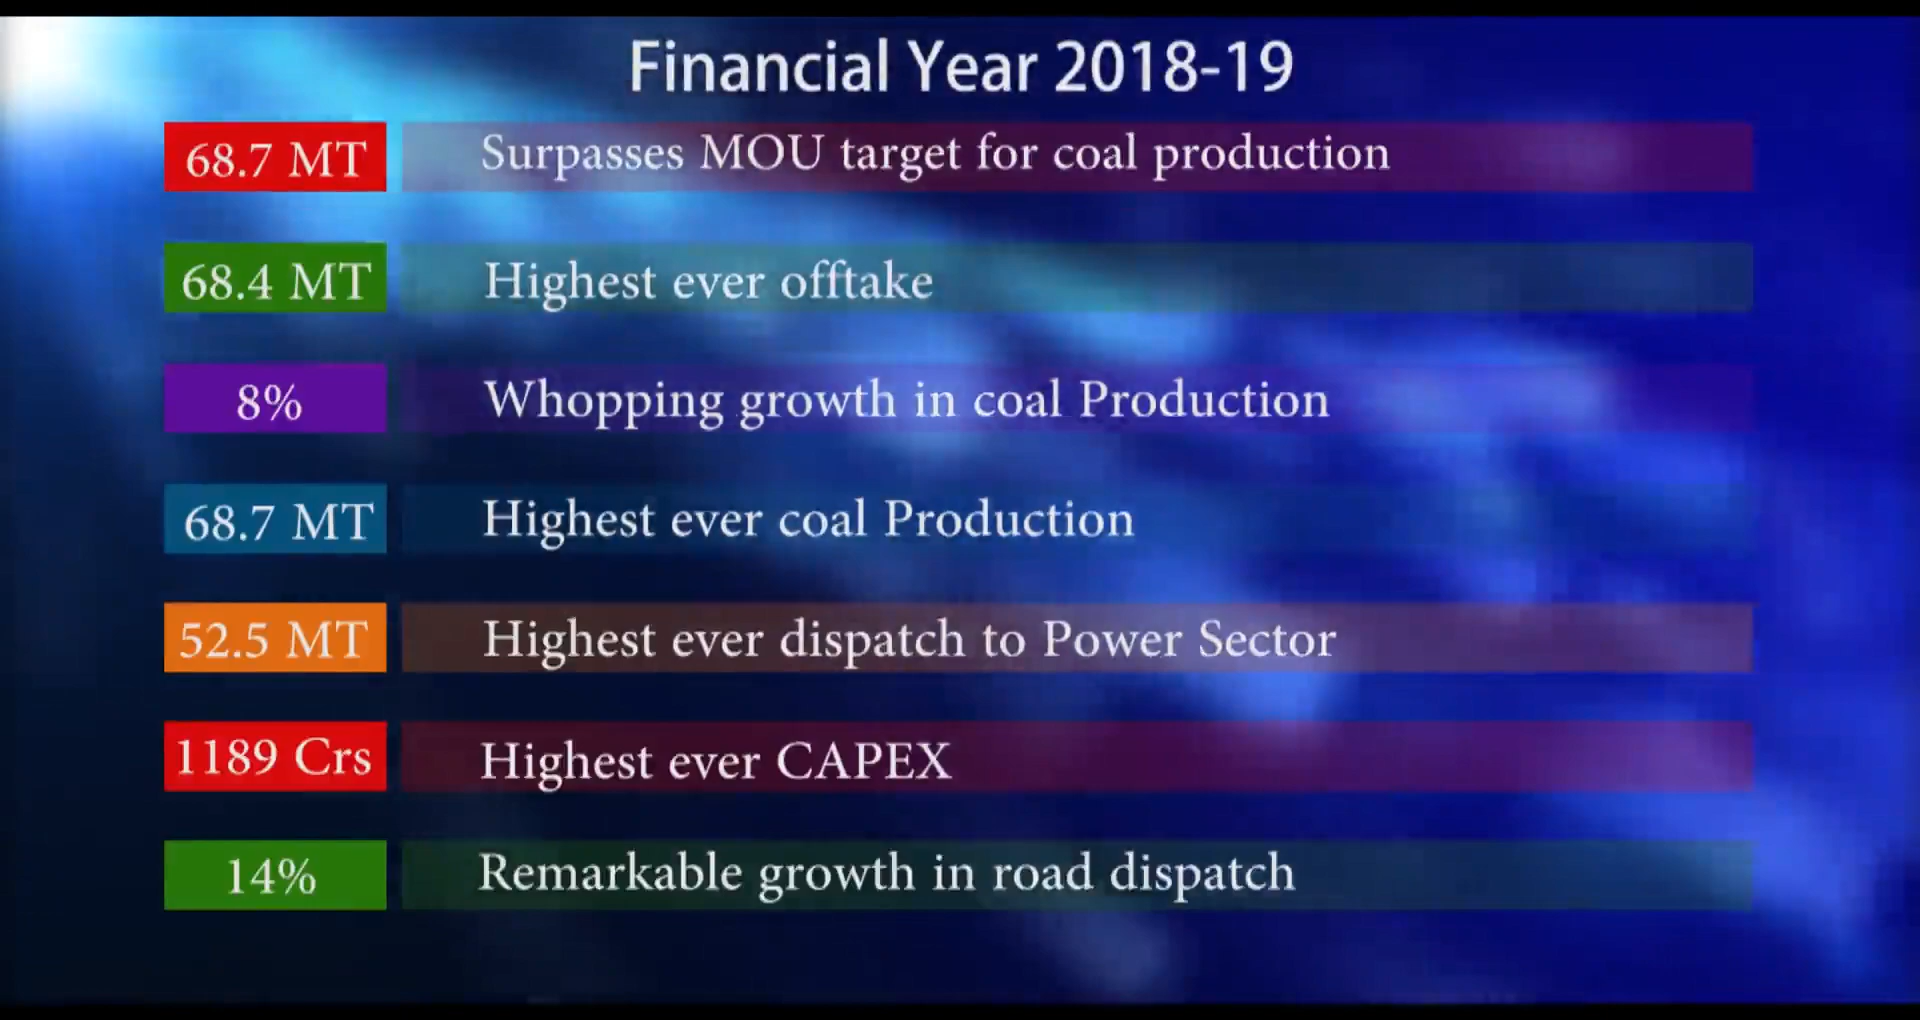 Financial Year 2018-19
68.7 MT Surpasses MOU target for coal production
68.4 MT Highest ever offtake
8% Whopping growth in coal Production
68.7 MT Highest ever coal Production
52.5 MT Highest ever dispatch to Power Sector
1189 Crs Highest ever CAPEX
14% Remarkable growth in road dispatch